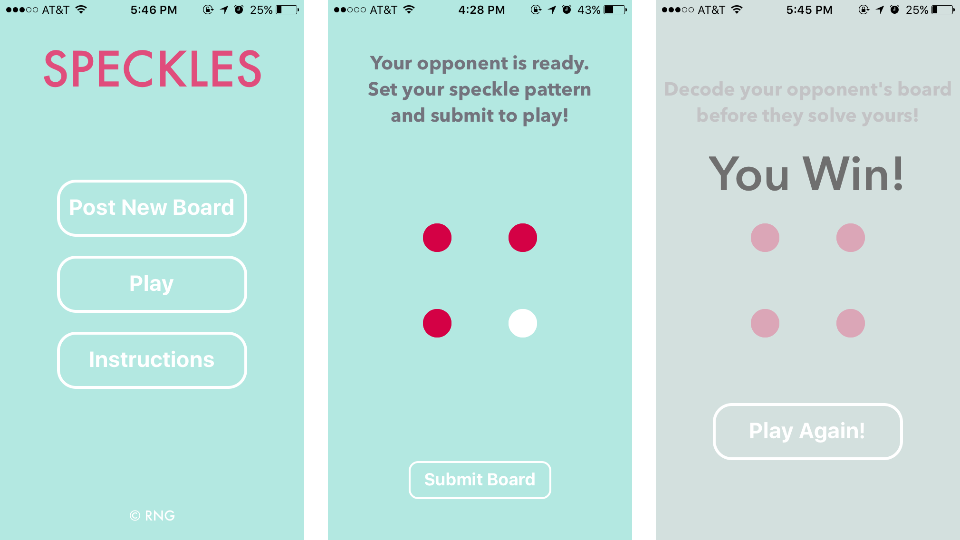 AT&T 5:46 PM 25%
SPECKLES
Post New Board
Play
Instructions
© RNG
AT&T 4:28 PM 43%
Your opponent is ready.
Set your speckle pattern
and submit to play!
Submit Board
AT&T 5:45 PM 25%
Decode your opponent's board
before they solve yours!
You Win!
Play Again!